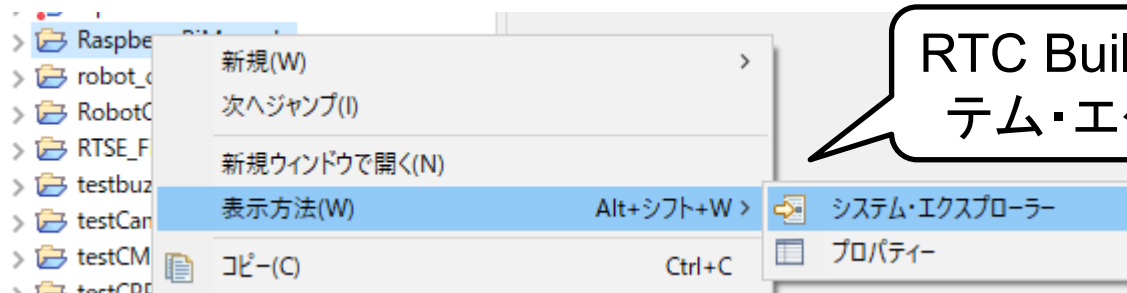 Raspbe
新規(W)
robot_c
次へジャンプ(I)
RobotC
RTSE_F
新規ウィンドウで開く(N)
testbuz
表示方法(W) Alt+シフト+W >
testCan
testCM
コピー(C) Ctrl+C
システム・エクスプローラー
プロパティー
RTC Buil
テム・エク